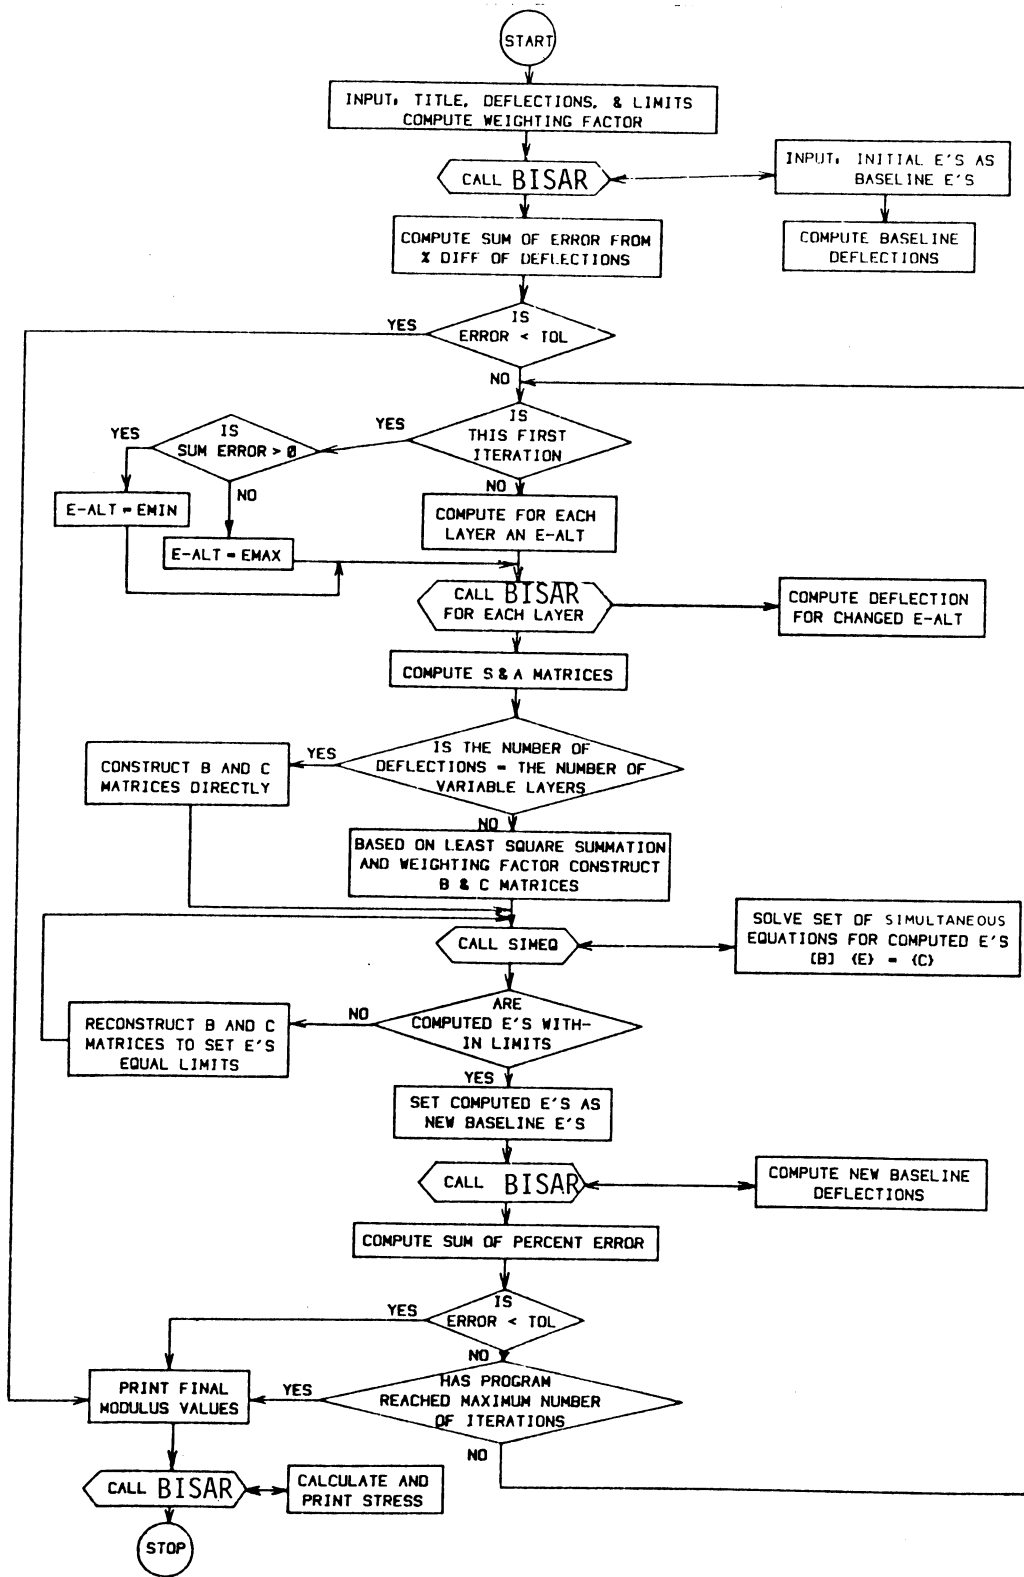 START
INPUT: TITLE, DEFLECTIONS, & LIMITS
COMPUTE WEIGHTING FACTOR
CALL BISAR
INPUT: INITIAL E'S AS
BASELINE E'S
COMPUTE BASELINE
DEFLECTIONS
COMPUTE SUM OF ERROR FROM
% DIFF OF DEFLECTIONS
IS
ERROR < TOL
YES
NO
IS
THIS FIRST
ITERATION
YES
IS
SUM ERROR > 0
YES
NO
E-ALT = EMIN
E-ALT = EMAX
NO
COMPUTE FOR EACH
LAYER AN E-ALT
CALL BISAR
FOR EACH LAYER
COMPUTE DEFLECTION
FOR CHANGED E-ALT
COMPUTE S & A MATRICES
IS THE NUMBER OF
DEFLECTIONS = THE NUMBER OF
VARIABLE LAYERS
YES
CONSTRUCT B AND C
MATRICES DIRECTLY
NO
BASED ON LEAST SQUARE SUMMATION
AND WEIGHTING FACTOR CONSTRUCT
B & C MATRICES
CALL SIMEQ
SOLVE SET OF SIMULTANEOUS
EQUATIONS FOR COMPUTED E'S
[B] {E} = {C}
ARE
COMPUTED E'S WITH-
IN LIMITS
NO
RECONSTRUCT B AND C
MATRICES TO SET E'S
EQUAL LIMITS
YES
SET COMPUTED E'S AS
NEW BASELINE E'S
CALL BISAR
COMPUTE NEW BASELINE
DEFLECTIONS
COMPUTE SUM OF PERCENT ERROR
IS
ERROR < TOL
YES
NO
HAS PROGRAM
REACHED MAXIMUM NUMBER
OF ITERATIONS
YES
NO
PRINT FINAL
MODULUS VALUES
CALL BISAR
CALCULATE AND
PRINT STRESS
STOP